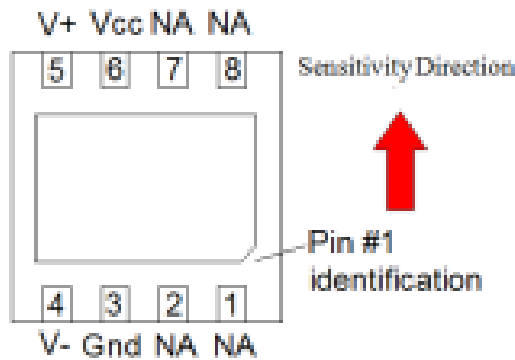 V+ Vcc NA NA
5 6 7 8 Sensitivity Direction
Pin #1
identification
4 3 2 1
V- Gnd NA NA